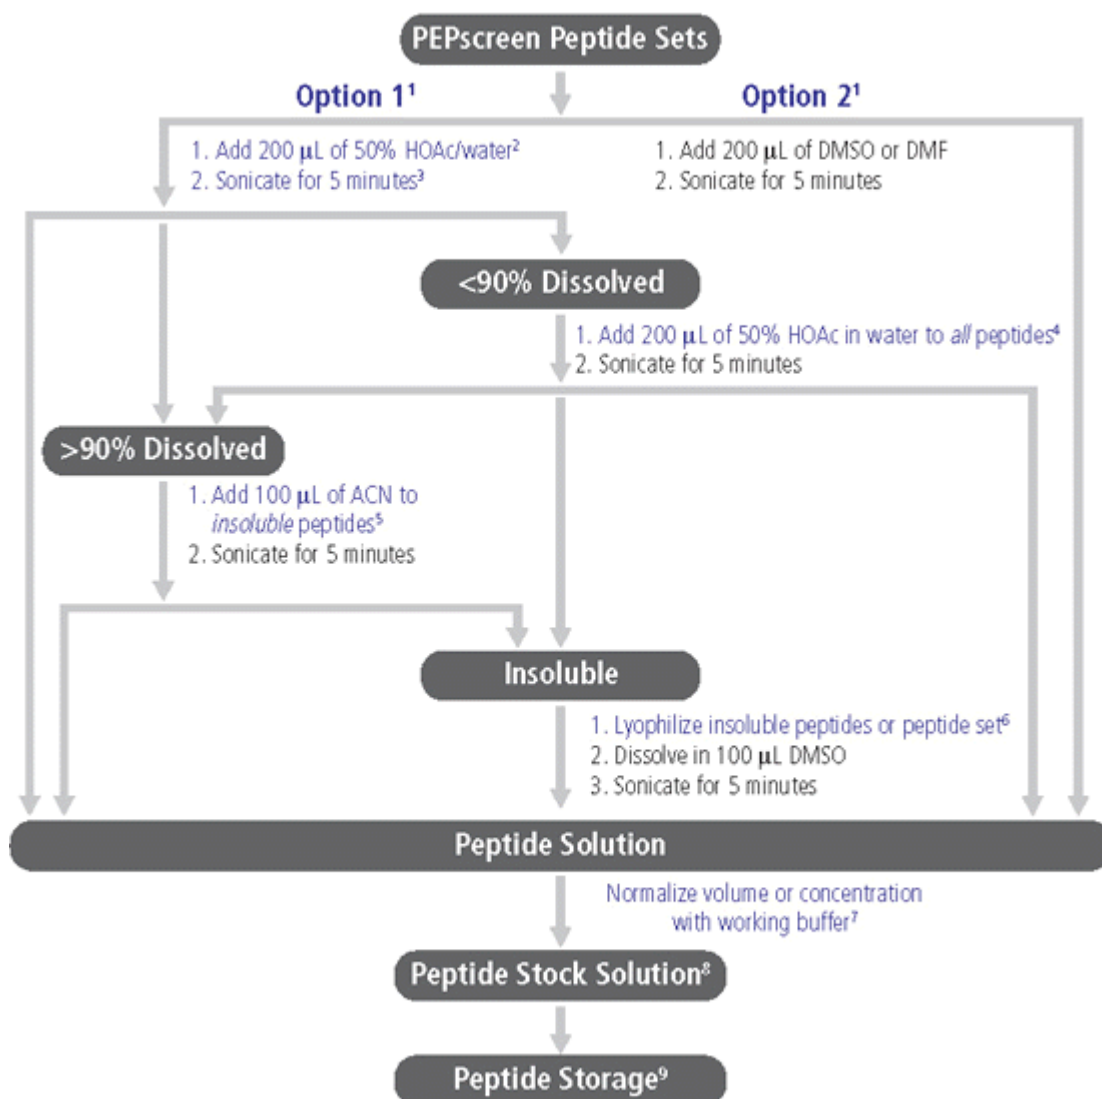 PEPscreen Peptide Sets
Option 1¹
Option 2¹
1. Add 200 µL of 50% HOAc/water²
2. Sonicate for 5 minutes³
1. Add 200 µL of DMSO or DMF
2. Sonicate for 5 minutes
<90% Dissolved
1. Add 200 µL of 50% HOAc in water to all peptides⁴
2. Sonicate for 5 minutes
>90% Dissolved
1. Add 100 µL of ACN to
insoluble peptides⁵
2. Sonicate for 5 minutes
Insoluble
1. Lyophilize insoluble peptides or peptide set⁶
2. Dissolve in 100 µL DMSO
3. Sonicate for 5 minutes
Peptide Solution
Normalize volume or concentration
with working buffer⁷
Peptide Stock Solution⁸
Peptide Storage⁹